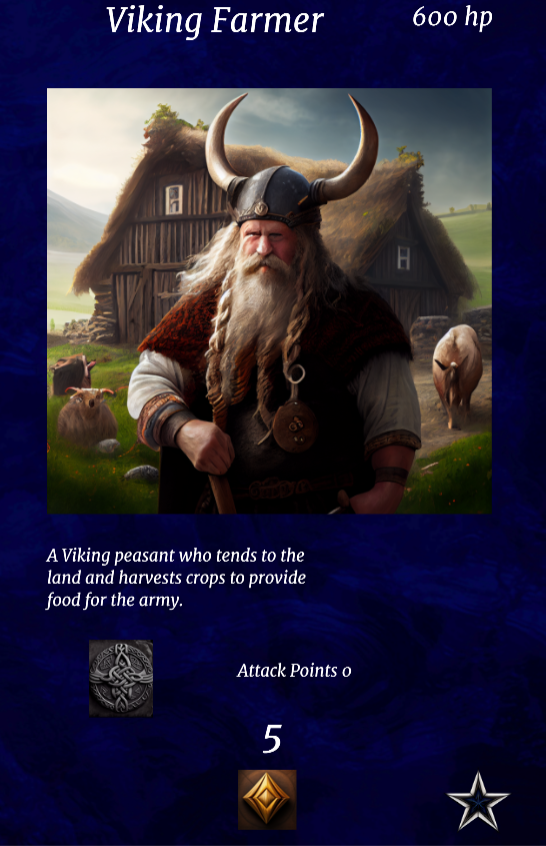 Viking Farmer
600 hp
A Viking peasant who tends to the
land and harvests crops to provide
food for the army.
Attack Points 0
5